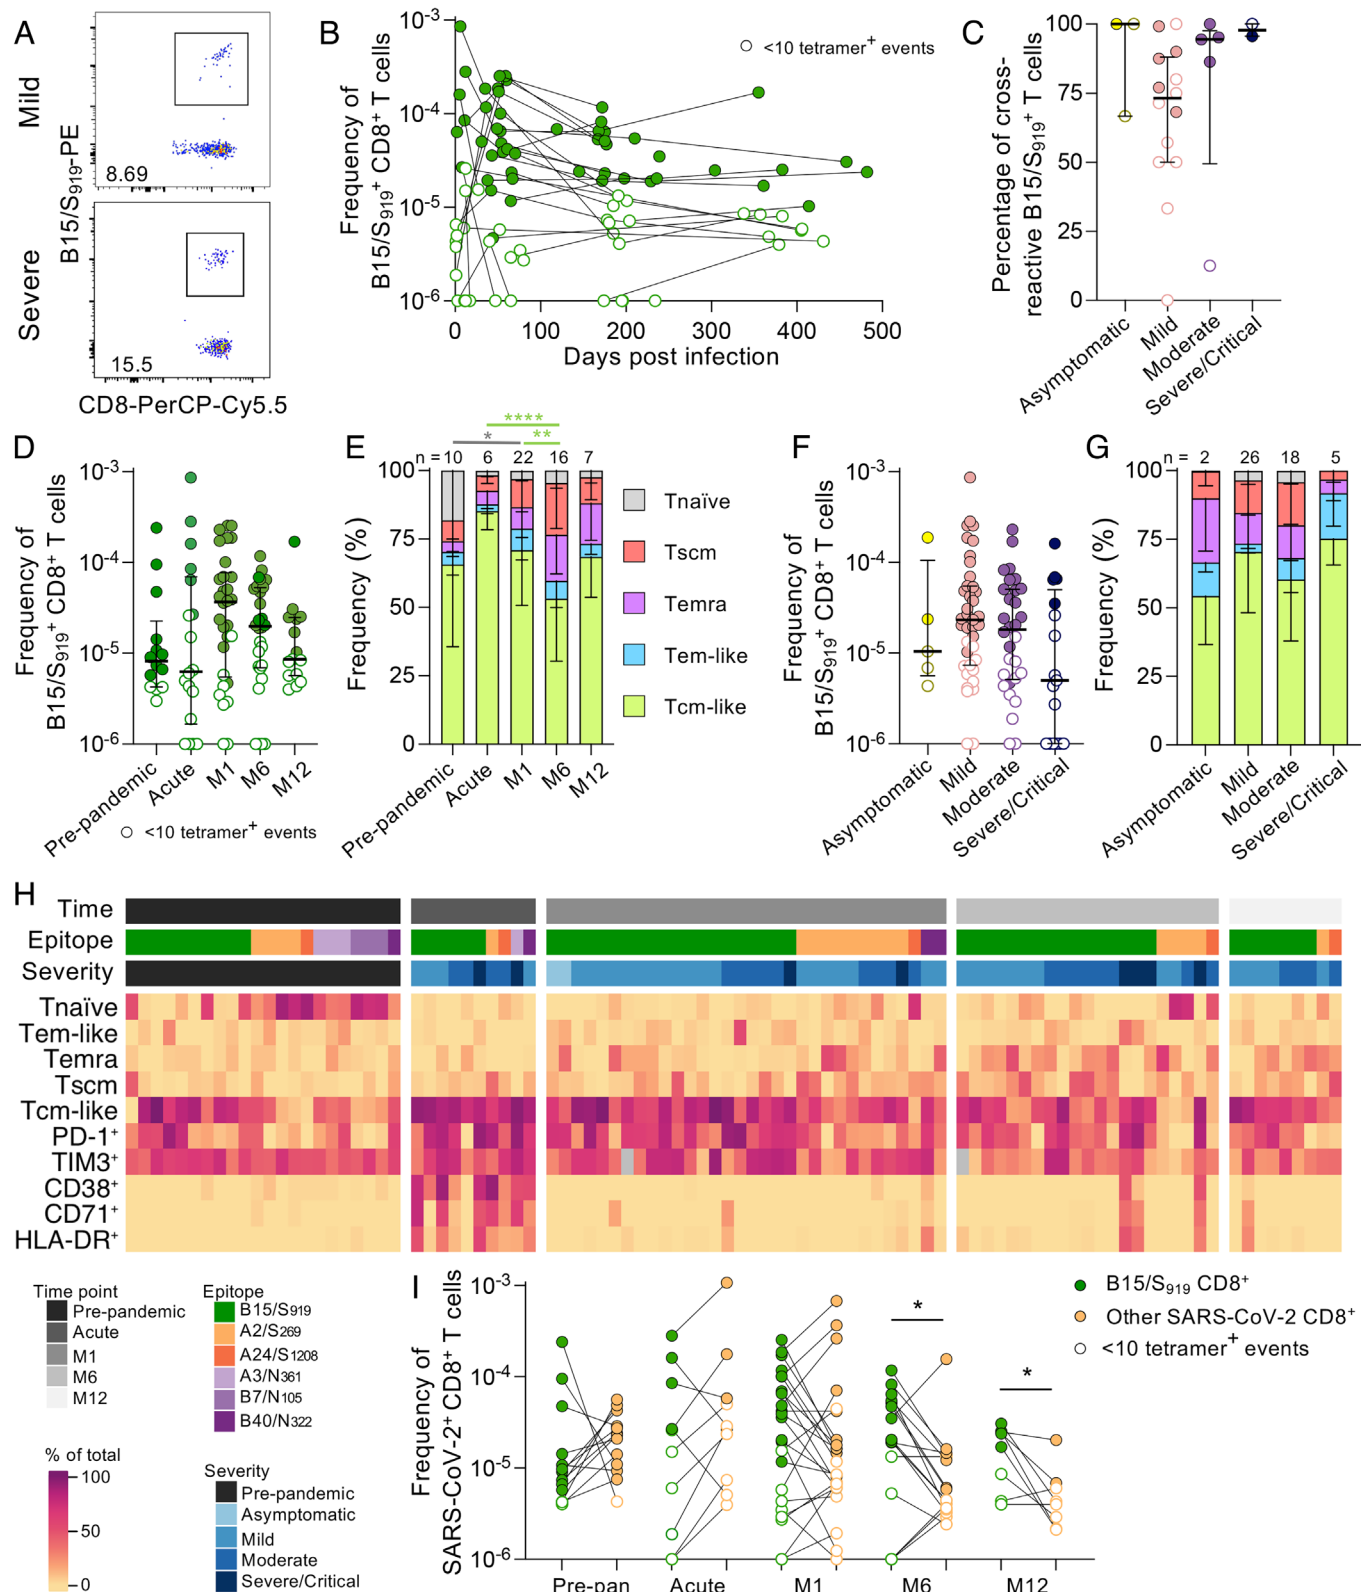 A
Mild
Severe
B15/S919-PE
8.69
15.5
CD8-PerCP-Cy5.5
B
Frequency of
B15/S919+ CD8+ T cells
10-3
10-4
10-5
10-6
<10 tetramer+ events
0 100 200 300 400 500
Days post infection
C
Percentage of cross-
reactive B15/S919+ T cells
100
75
50
25
0
Asymptomatic
Mild
Moderate
Severe/Critical
D
Frequency of
B15/S919+ CD8+ T cells
10-3
10-4
10-5
10-6
Pre-pandemic
Acute
M1
M6
M12
<10 tetramer+ events
E
**** 
* **
n = 10 6 22 16 7
Frequency (%)
100
75
50
25
0
Pre-pandemic
Acute
M1
M6
M12
Tnaïve
Tscm
Temra
Tem-like
Tcm-like
F
Frequency of
B15/S919+ CD8+ T cells
10-3
10-4
10-5
10-6
Asymptomatic
Mild
Moderate
Severe/Critical
G
n = 2 26 18 5
Frequency (%)
100
75
50
25
0
Asymptomatic
Mild
Moderate
Severe/Critical
H
Time
Epitope
Severity
Tnaïve
Tem-like
Temra
Tscm
Tcm-like
PD-1+
TIM3+
CD38+
CD71+
HLA-DR+
Time point
Pre-pandemic
Acute
M1
M6
M12
Epitope
B15/S919
A2/S269
A24/S1208
A3/N361
B7/N105
B40/N322
% of total
100
50
0
Severity
Pre-pandemic
Asymptomatic
Mild
Moderate
Severe/Critical
I
Frequency of
SARS-CoV-2+ CD8+ T cells
10-3
10-4
10-5
10-6
*
*
Pre-pan Acute M1 M6 M12
B15/S919 CD8+
Other SARS-CoV-2 CD8+
<10 tetramer+ events